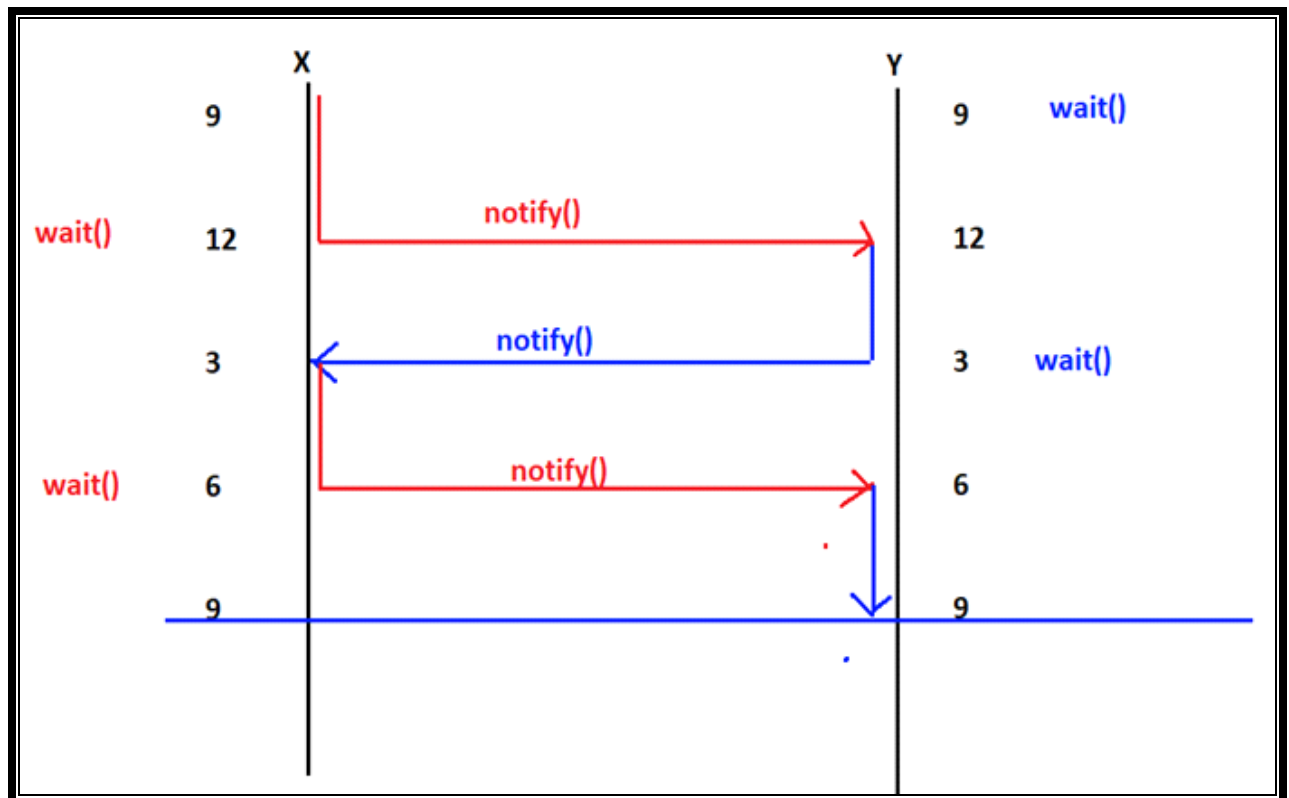 X Y
9 9 wait()
wait() 12 notify() 12
3 notify() 3 wait()
wait() 6 notify() 6
9 9